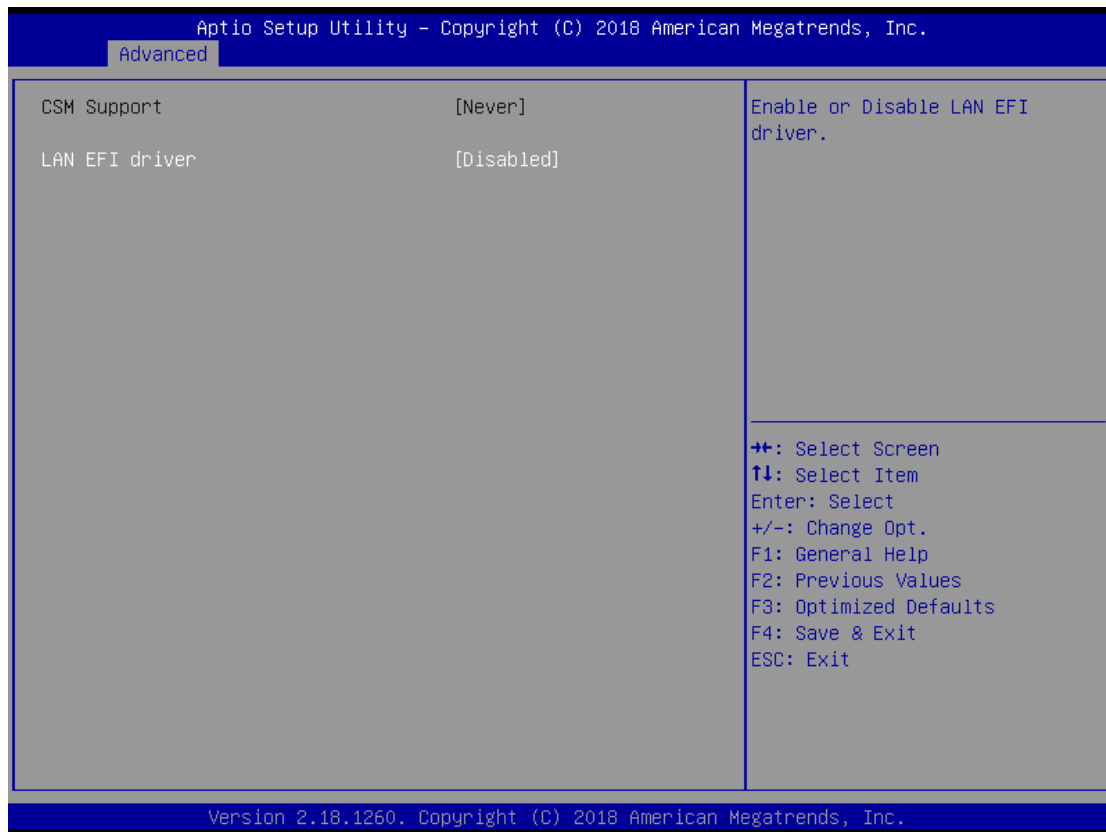 Aptio Setup Utility – Copyright (C) 2018 American Megatrends, Inc.
Advanced
CSM Support [Never]
LAN EFI driver [Disabled]
Enable or Disable LAN EFI
driver.
→←: Select Screen
↑↓: Select Item
Enter: Select
+/-: Change Opt.
F1: General Help
F2: Previous Values
F3: Optimized Defaults
F4: Save & Exit
ESC: Exit
Version 2.18.1260. Copyright (C) 2018 American Megatrends, Inc.